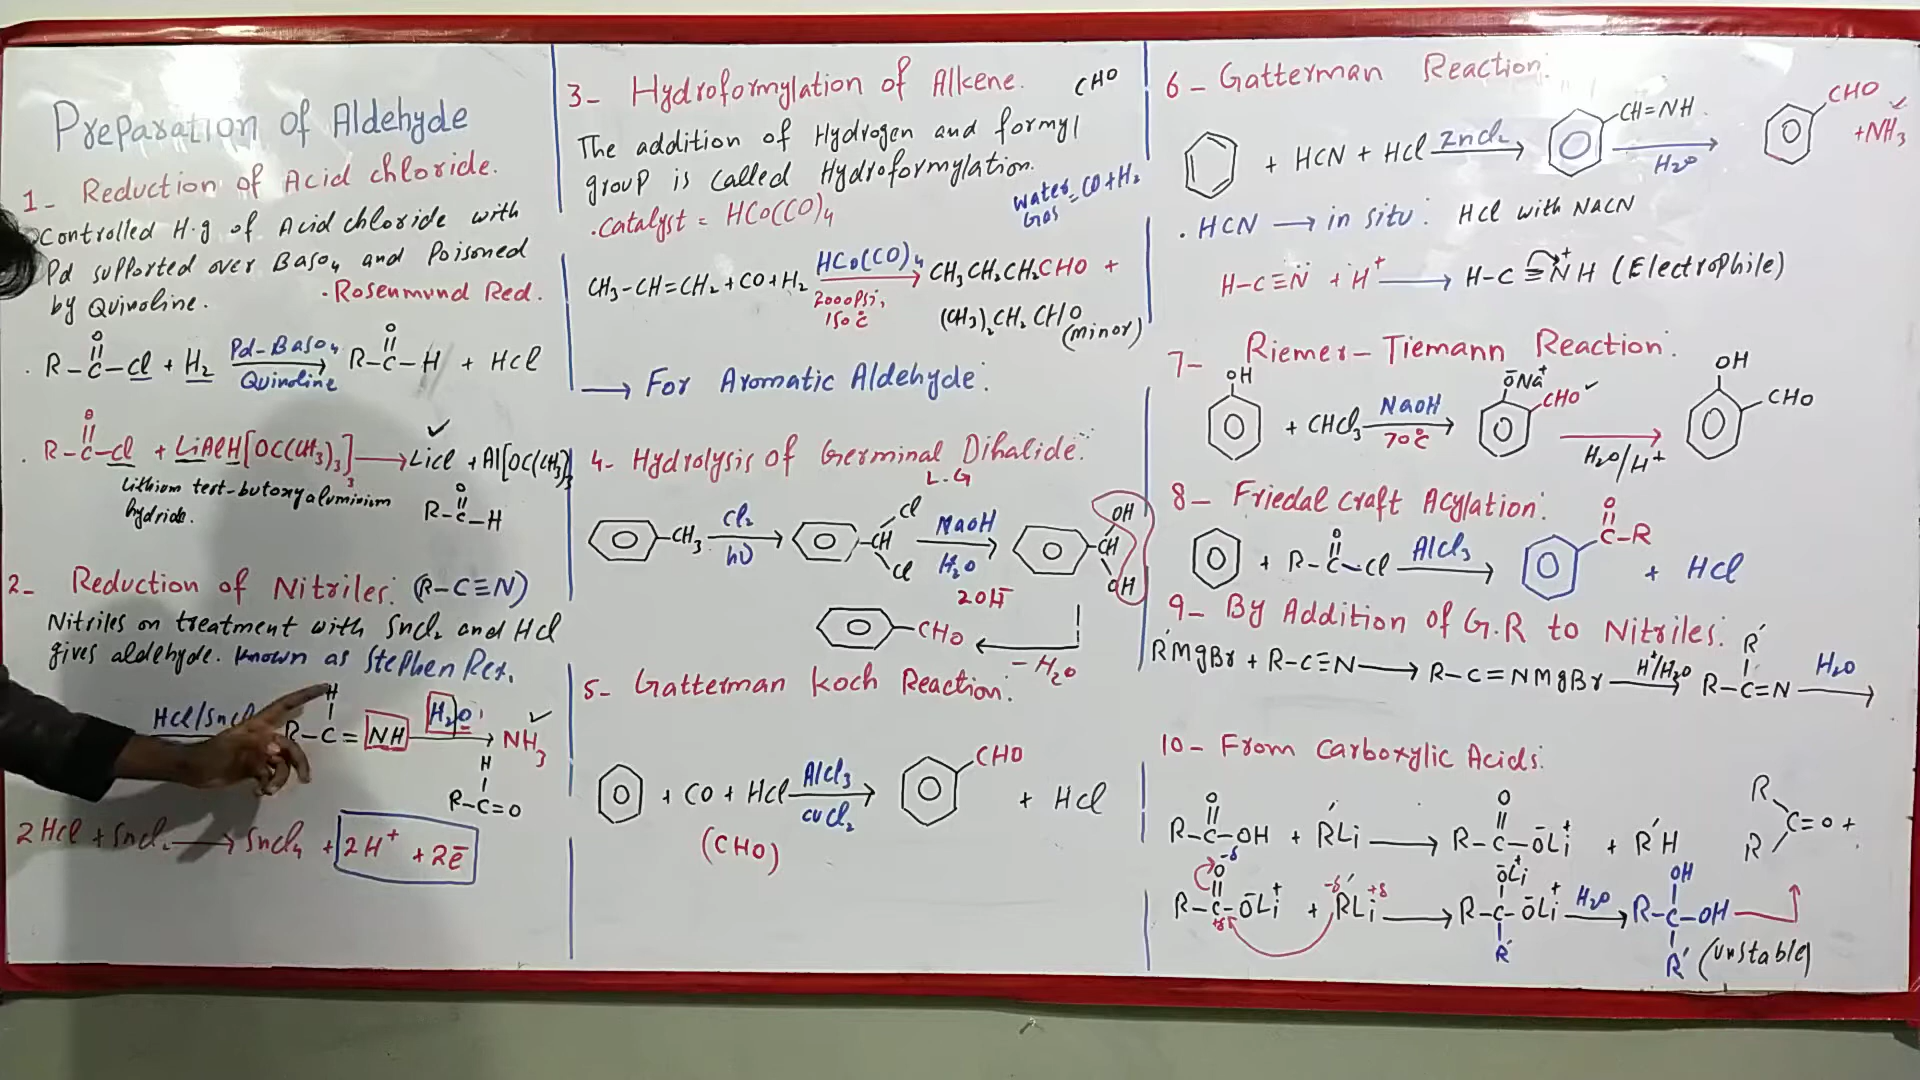 Preparation of Aldehyde
1- Reduction of Acid chloride.
Controlled H.g of Acid chloride with
Pd supported over BaSO4 and Poisoned
by Quinoline. .Rosenmund Red.
O O
. R-C-Cl + H2 Pd-BaSO4 R-C-H + HCl
Quinoline
O
. R-C-Cl + LiAlH[OC(CH3)3]3 → LiCl + Al[OC(CH3)3]3
Lithium tert-butoxyaluminium
hydride.
O
R-C-H
2- Reduction of Nitriles: (R-C≡N)
Nitriles on treatment with SnCl2 and HCl
gives aldehyde. Known as Stephen Rex.
H
HCl/SnCl R-C=NH H2O → NH3
H
R-C=O
2HCl + SnCl2 → SnCl4 + 2H+ + 2e-
3- Hydroformylation of Alkene. CHO
The addition of Hydrogen and formyl
group is called Hydroformylation.
.Catalyst = HCo(CO)4
Water Gas = CO+H2
CH3-CH=CH2+CO+H2 HCo(CO)4 → CH3CH2CH2CHO +
2000Psi, 150°C
(CH3)2CH2CHO (minor)
→ For Aromatic Aldehyde:
4- Hydrolysis of Germinal Dihalide:
L.G
CH3 Cl2 → CH Cl Cl NaOH → CH OH OH
hν H2O
2OH-
CHO ← -H2O
5- Gatterman Koch Reaction:
+ CO + HCl AlCl3 → CHO + HCl
CuCl2
(CHO)
6- Gatterman Reaction:
+ HCN + HCl ZnCl2 → CH=NH H2O → CHO +NH3
. HCN → in situ: HCl with NaCN
H-C≡N + H+ → H-C≡N+H (Electrophile)
7- Riemer-Tiemann Reaction:
OH O-Na+ OH
+ CHCl3 NaOH → CHO → CHO
70°C H2O/H+
8- Friedal craft Acylation:
O O
+ R-C-Cl AlCl3 → C-R + HCl
9- By Addition of G.R to Nitriles:
R'MgBr + R-C≡N → R-C=NMgBr H+/H2O → R-C=N H2O →
R'
10- From Carboxylic Acids:
O O
R-C-OH + R'Li → R-C-O-Li+ + R'H
R
C=O +
R
-δ O O-Li+ OH
R-C-O-Li+ + R'Li → R-C-O-Li+ H2O → R-C-OH
+δ -δ +δ R' R' (unstable)